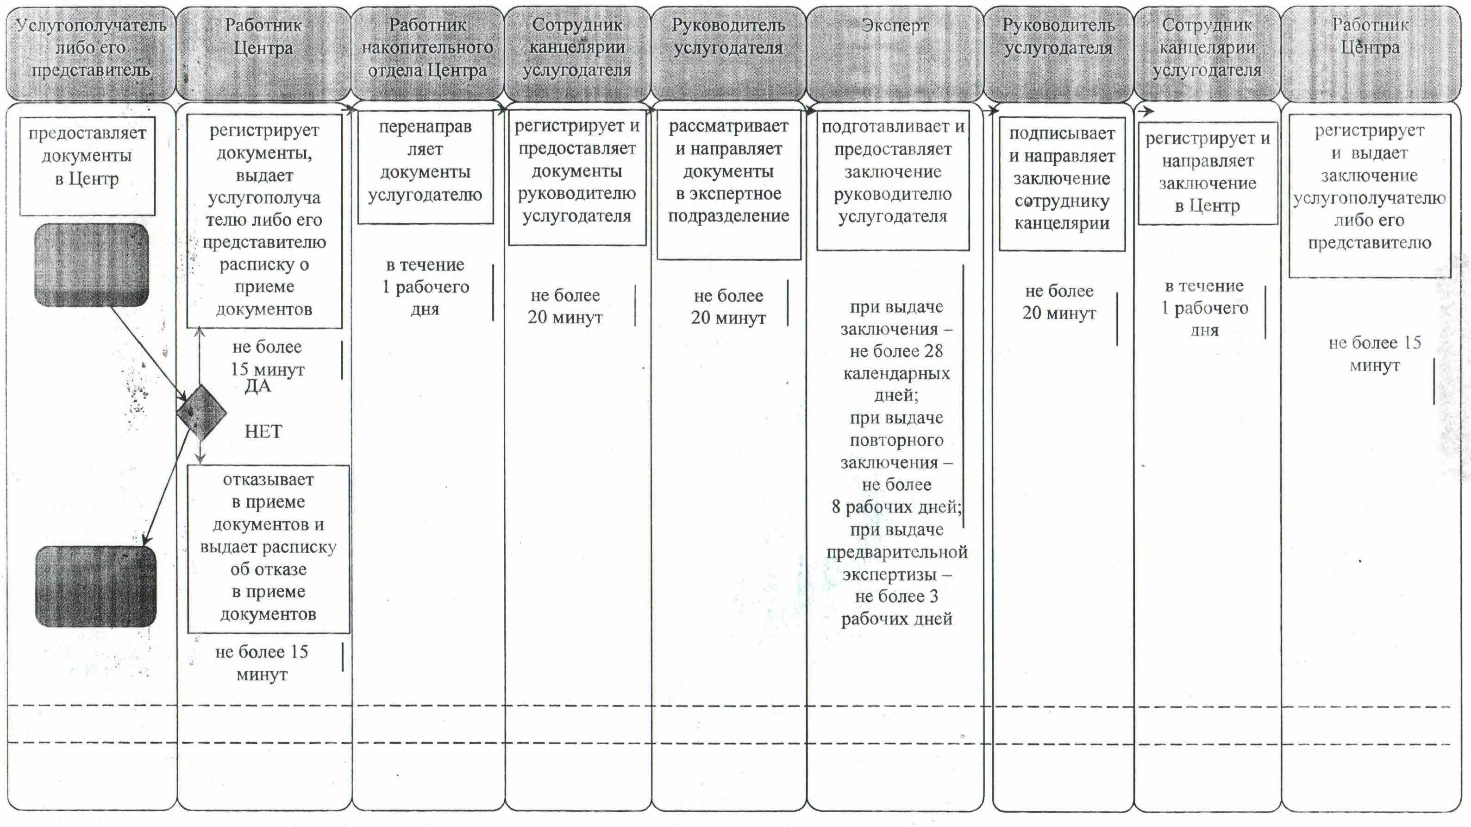 Услугополучатель
либо его
представитель
Работник
Центра
Работник
накопительного
отдела Центра
Сотрудник
канцелярии
услугодателя
Руководитель
услугодателя
Эксперт
Руководитель
услугодателя
Сотрудник
канцелярии
услугодателя
Работник
Центра
предоставляет
документы
в Центр
регистрирует
документы,
выдает
услугополуча
телю либо его
представителю
расписку о
приеме
документов
не более
15 минут
ДА
НЕТ
отказывает
в приеме
документов и
выдает расписку
об отказе
в приеме
документов
не более 15
минут
перенаправ
ляет
документы
услугодателю
в течение
1 рабочего
дня
регистрирует и
предоставляет
документы
руководителю
услугодателя
не более
20 минут
рассматривает
и направляет
документы
в экспертное
подразделение
не более
20 минут
подготавливает и
предоставляет
заключение
руководителю
услугодателя
при выдаче
заключения –
не более 28
календарных
дней;
при выдаче
повторного
заключения –
не более
8 рабочих дней;
при выдаче
предварительной
экспертизы –
не более 3
рабочих дней
подписывает
и направляет
заключение
сотруднику
канцелярии
не более
20 минут
регистрирует и
направляет
заключение
в Центр
в течение
1 рабочего
дня
регистрирует
и выдает
заключение
услугополучателю
либо его
представителю
не более 15
минут